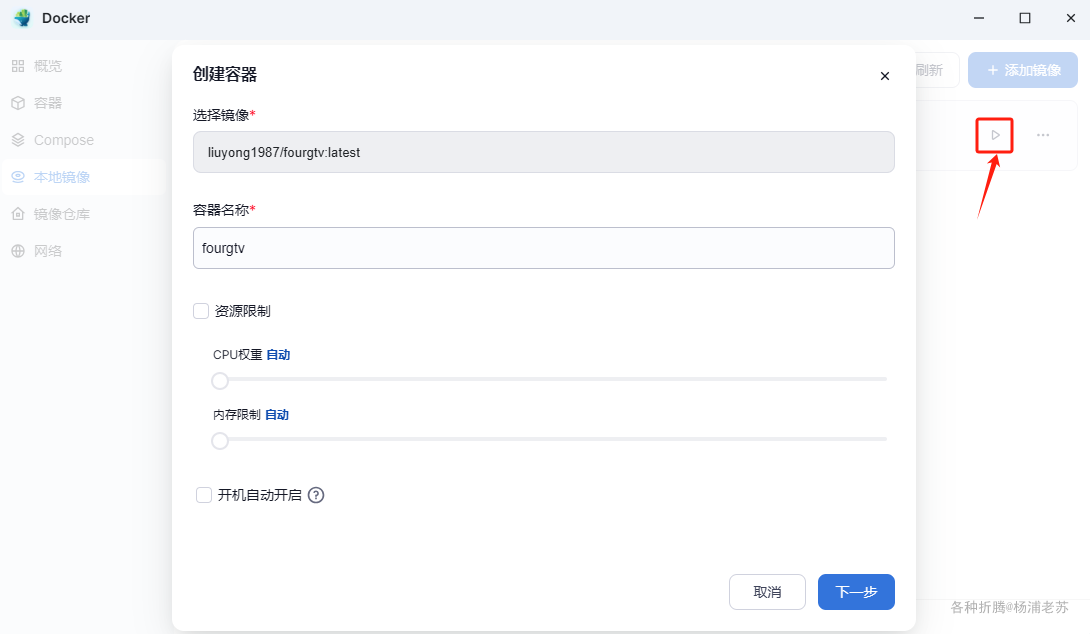 Docker
概览
容器
Compose
本地镜像
镜像仓库
网络
刷新
+ 添加镜像
创建容器
选择镜像*
liuyong1987/fourgtv:latest
容器名称*
fourgtv
资源限制
CPU权重 自动
内存限制 自动
开机自动开启 ?
取消
下一步
各种折腾@杨浦老苏